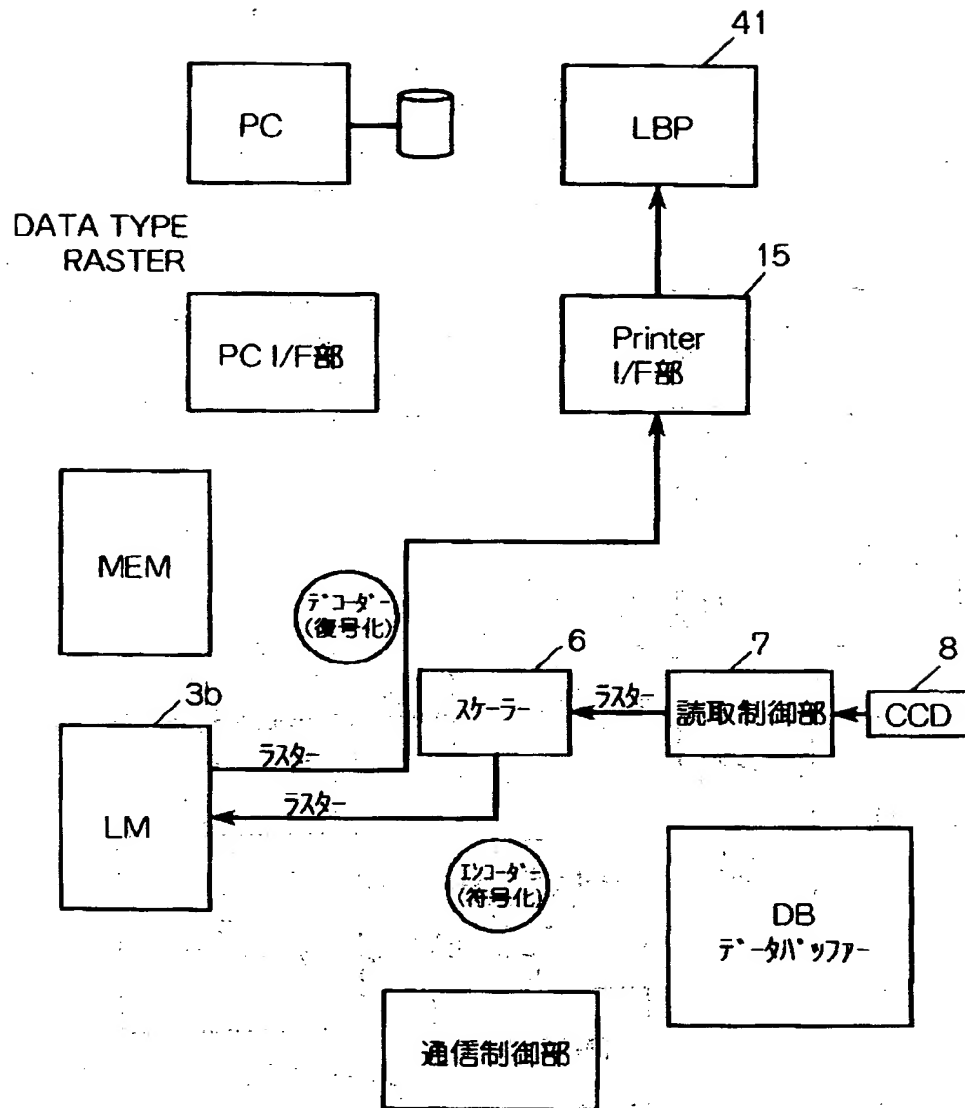 41
PC
LBP
DATA TYPE
RASTER
15
PC I/F部
Printer
I/F部
MEM
デコーダー
(復号化)
6
7
8
3b
スケーラー
ラスター
読取制御部
CCD
ラスター
ラスター
LM
エンコーダー
(符号化)
DB
データバッファー
通信制御部